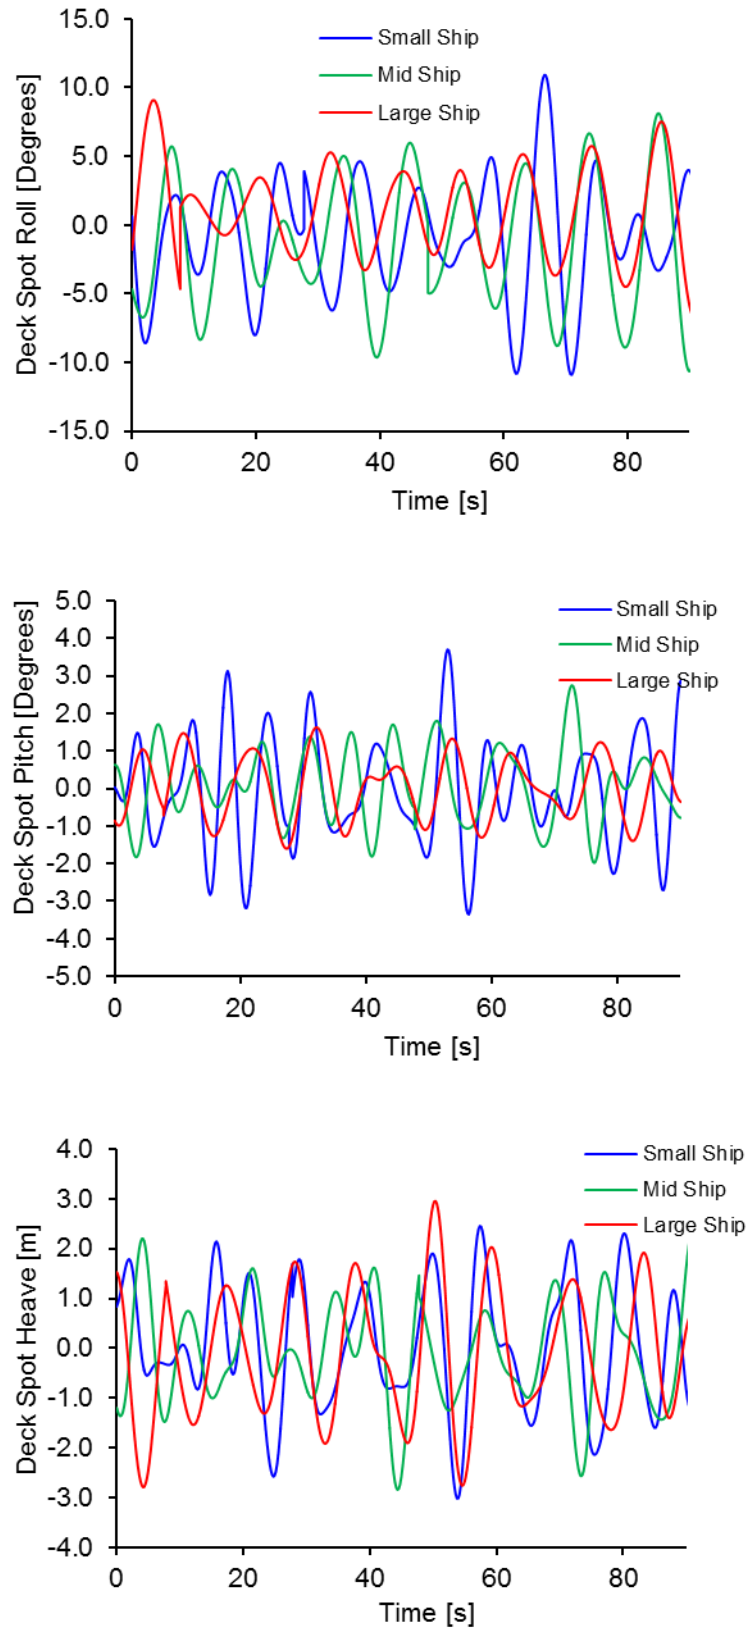 15.0
10.0
5.0
0.0
-5.0
-10.0
-15.0
Deck Spot Roll [Degrees]
Small Ship
Mid Ship
Large Ship
0 20 40 60 80
Time [s]
5.0
4.0
3.0
2.0
1.0
0.0
-1.0
-2.0
-3.0
-4.0
-5.0
Deck Spot Pitch [Degrees]
Small Ship
Mid Ship
Large Ship
0 20 40 60 80
Time [s]
4.0
3.0
2.0
1.0
0.0
-1.0
-2.0
-3.0
-4.0
Deck Spot Heave [m]
Small Ship
Mid Ship
Large Ship
0 20 40 60 80
Time [s]